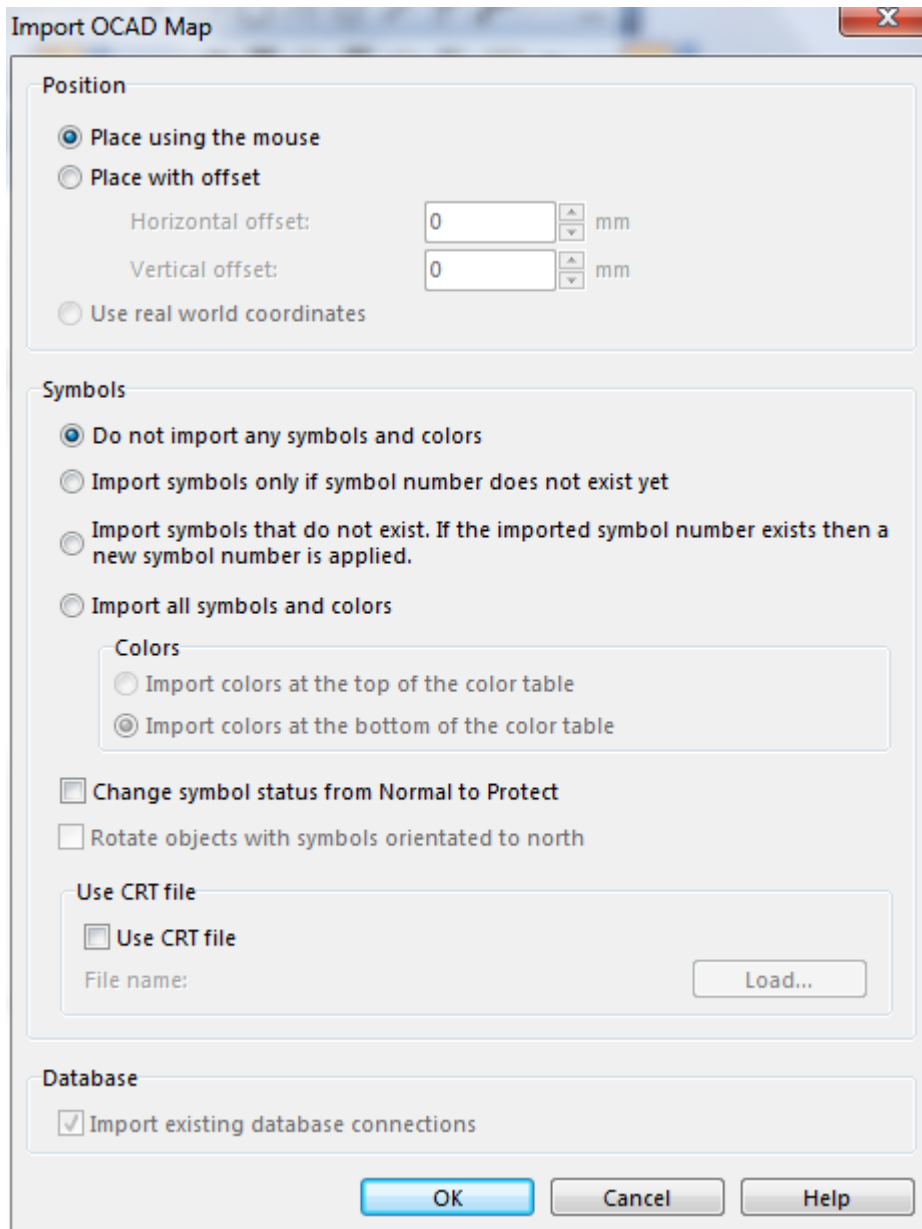 Import OCAD Map
Position
Place using the mouse
Place with offset
Horizontal offset: 0 mm
Vertical offset: 0 mm
Use real world coordinates
Symbols
Do not import any symbols and colors
Import symbols only if symbol number does not exist yet
Import symbols that do not exist. If the imported symbol number exists then a
new symbol number is applied.
Import all symbols and colors
Colors
Import colors at the top of the color table
Import colors at the bottom of the color table
Change symbol status from Normal to Protect
Rotate objects with symbols orientated to north
Use CRT file
Use CRT file
File name: Load...
Database
Import existing database connections
OK Cancel Help